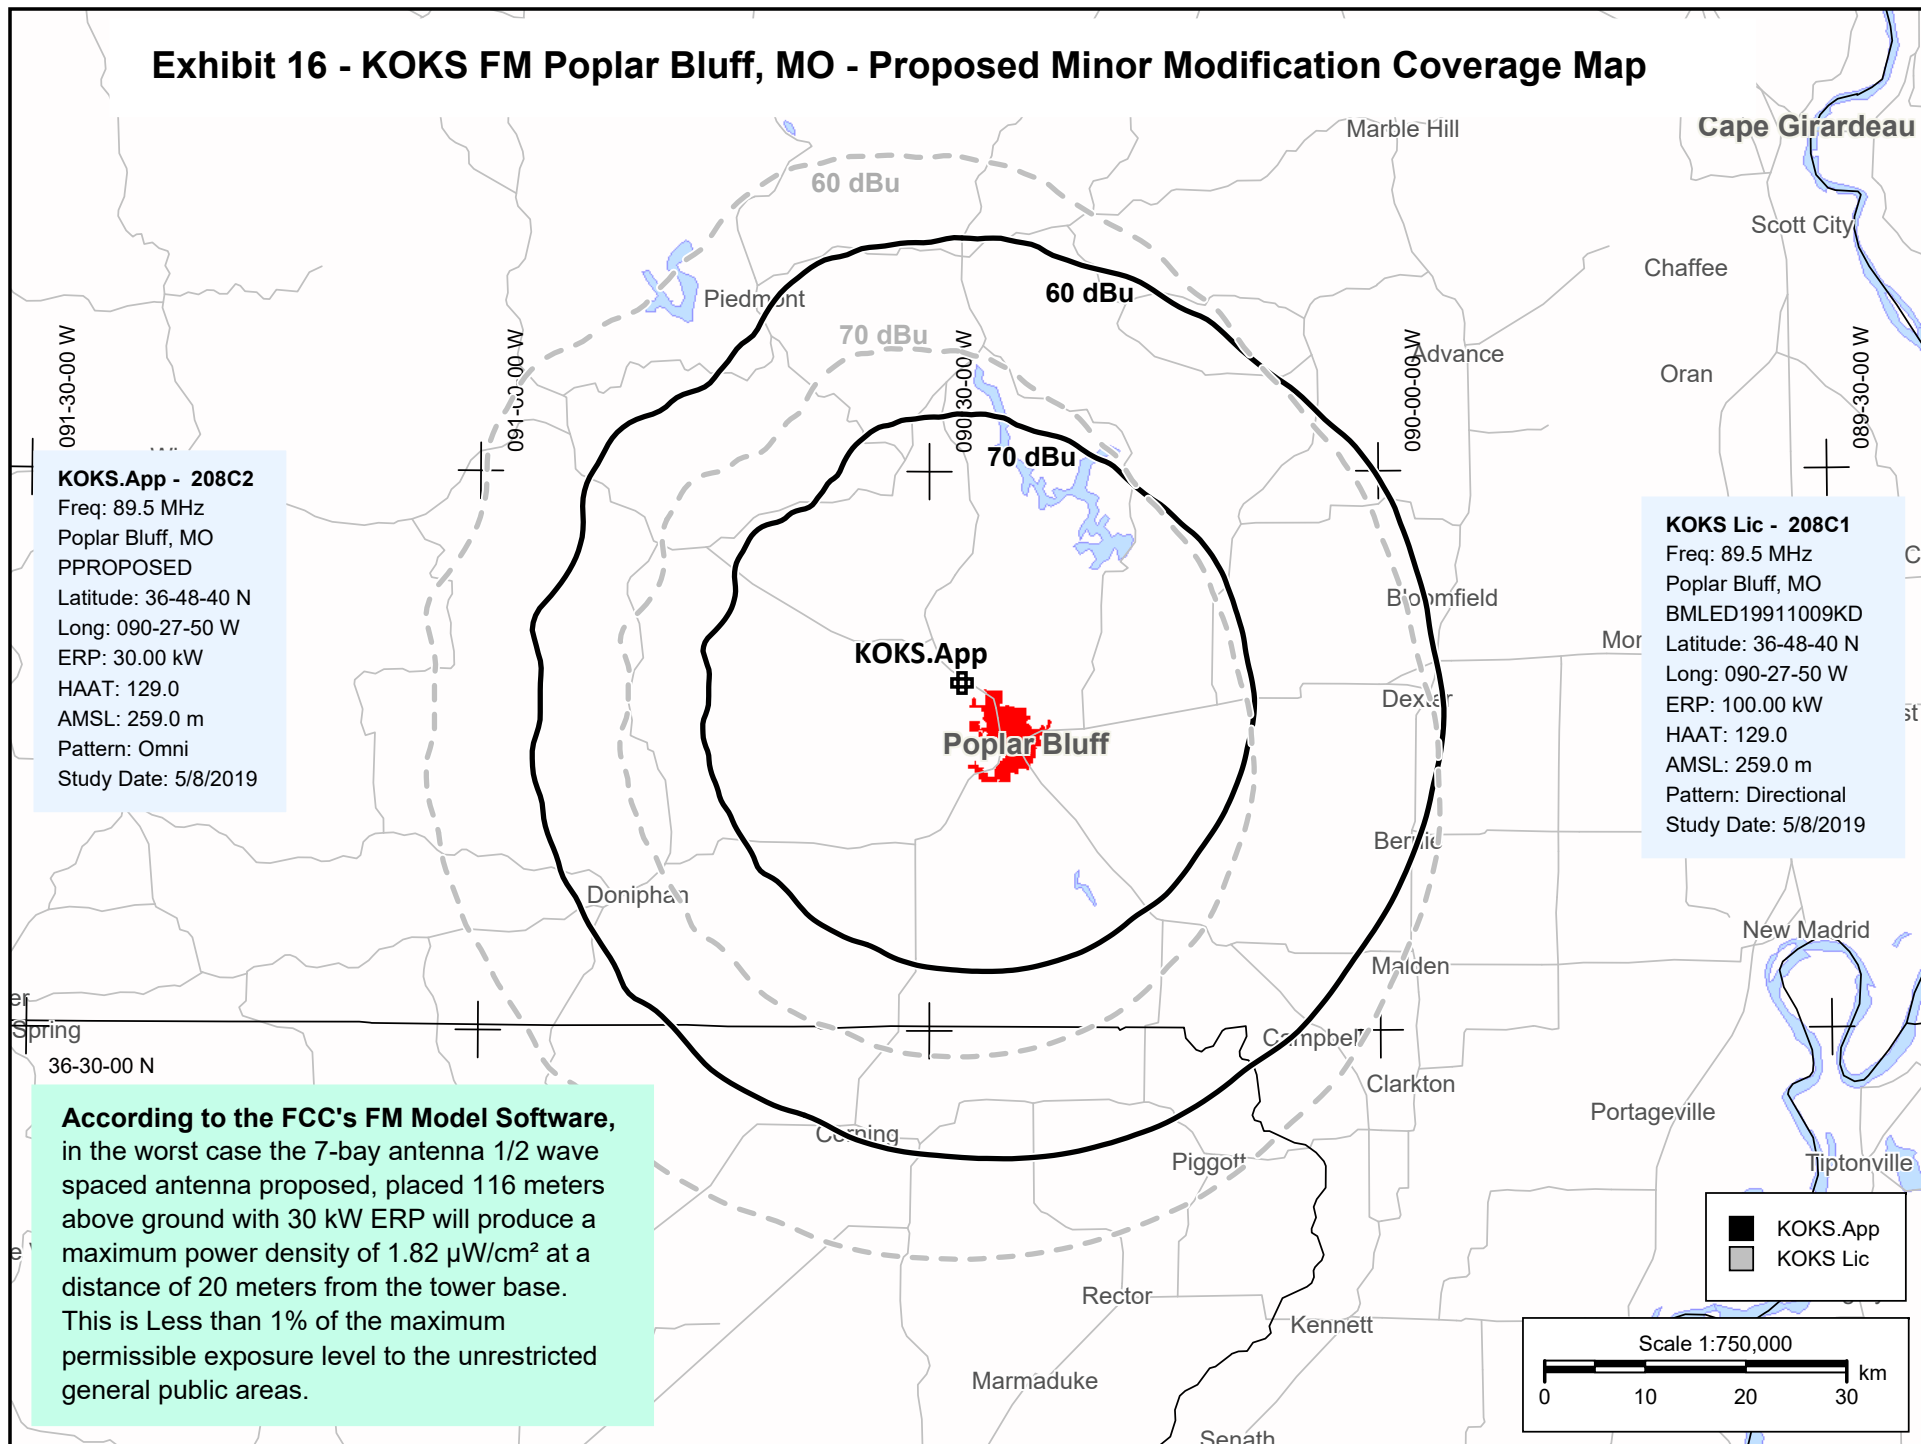 Exhibit 16 - KOKS FM Poplar Bluff, MO - Proposed Minor Modification Coverage Map
Marble Hill
Cape Girardeau
60 dBu
Scott City
Chaffee
60 dBu
Piedmont
70 dBu
091-30-00 W
091-00-00 W
090-30-00 W
090-00-00 W
089-30-00 W
Advance
Oran
70 dBu
KOKS.App - 208C2
Freq: 89.5 MHz
Poplar Bluff, MO
PPROPOSED
Latitude: 36-48-40 N
Long: 090-27-50 W
ERP: 30.00 kW
HAAT: 129.0
AMSL: 259.0 m
Pattern: Omni
Study Date: 5/8/2019
KOKS Lic - 208C1
Freq: 89.5 MHz
Poplar Bluff, MO
BMLED19911009KD
Latitude: 36-48-40 N
Long: 090-27-50 W
ERP: 100.00 kW
HAAT: 129.0
AMSL: 259.0 m
Pattern: Directional
Study Date: 5/8/2019
Bloomfield
KOKS.App
Dexter
Poplar Bluff
Bernie
Doniphan
New Madrid
Malden
Spring
Campbell
36-30-00 N
Clarkton
Portageville
Corning
Piggott
Tiptonville
According to the FCC's FM Model Software,
in the worst case the 7-bay antenna 1/2 wave
spaced antenna proposed, placed 116 meters
above ground with 30 kW ERP will produce a
maximum power density of 1.82 µW/cm² at a
distance of 20 meters from the tower base.
This is Less than 1% of the maximum
permissible exposure level to the unrestricted
general public areas.
KOKS.App
KOKS Lic
Rector
Kennett
Marmaduke
Senath
Scale 1:750,000
km
0 10 20 30